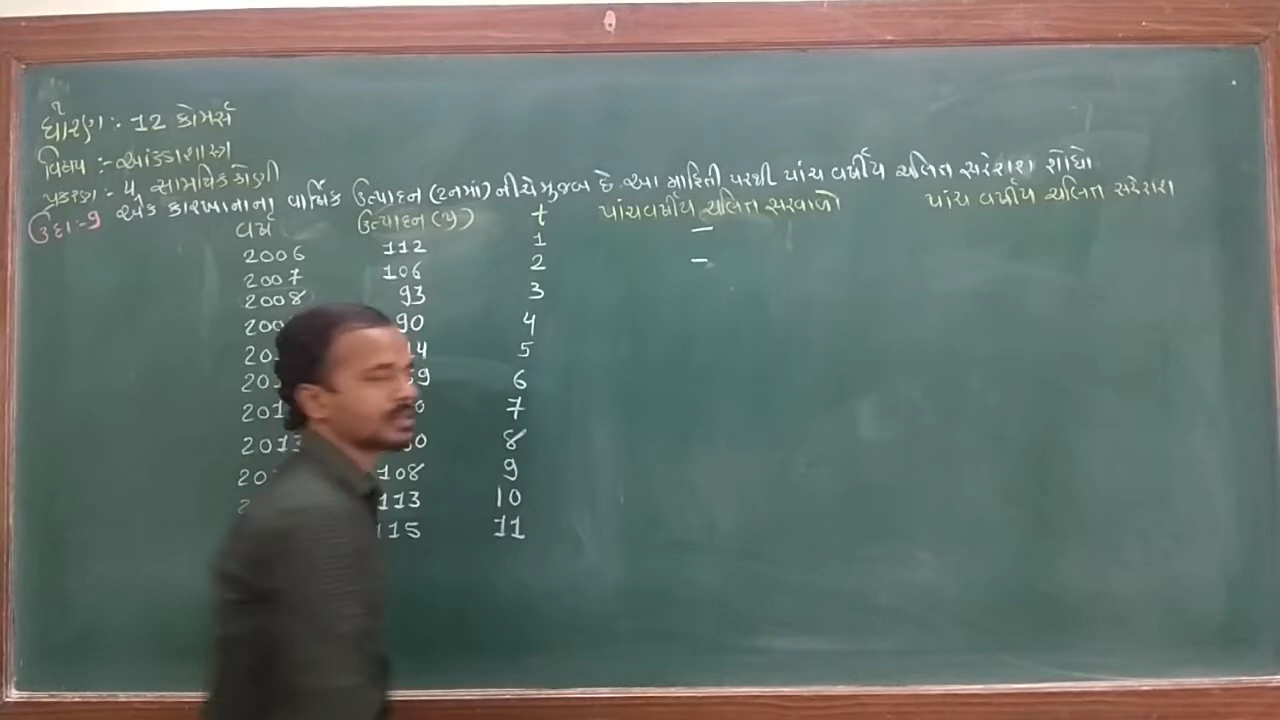 ધોરણ :- 12 કોમર્સ
વિષય :- આંકડાશાસ્ત્ર
પ્રકરણ :- 4, સામયિક શ્રેણી
ઉદા :- 9 એક કારખાનાના વાર્ષિક ઉત્પાદન (ટનમાં) નીચે મુજબ છે. આ માહિતી પરથી પાંચ વર્ષીય ચલિત સરેરાશ શોધો
વર્ષ ઉત્પાદન (y) t પાંચવર્ષીય ચલિત સરવાળો પાંચ વર્ષીય ચલિત સરેરાશ
2006 112 1 –
2007 106 2 –
2008 93 3
90 4
5
6
7
2013 8
108 9
113 10
115 11